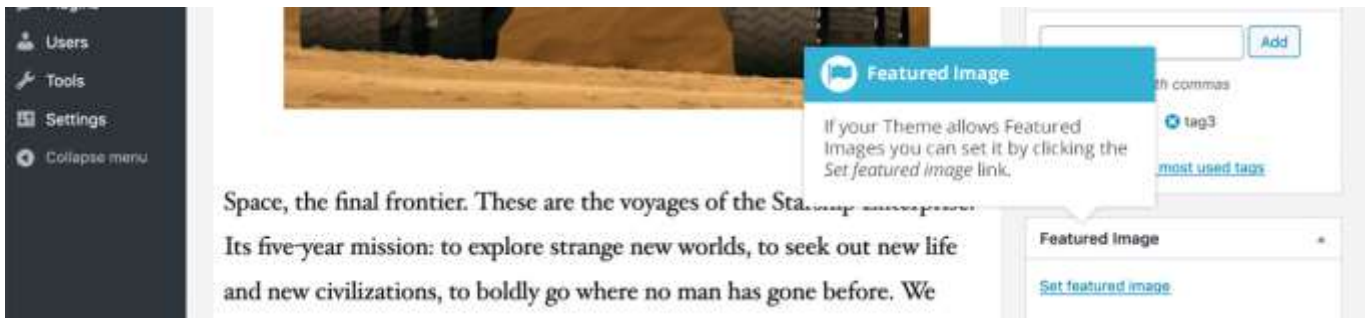 Users
Tools
Settings
Collapse menu
Space, the final frontier. These are the voyages of the
Its five-year mission: to explore strange new worlds, to seek out new life
and new civilizations, to boldly go where no man has gone before. We
Featured Image
If your Theme allows Featured
Images you can set it by clicking the
Set featured image link.
Add
commas
tag3
most used tags
Featured Image
Set featured image